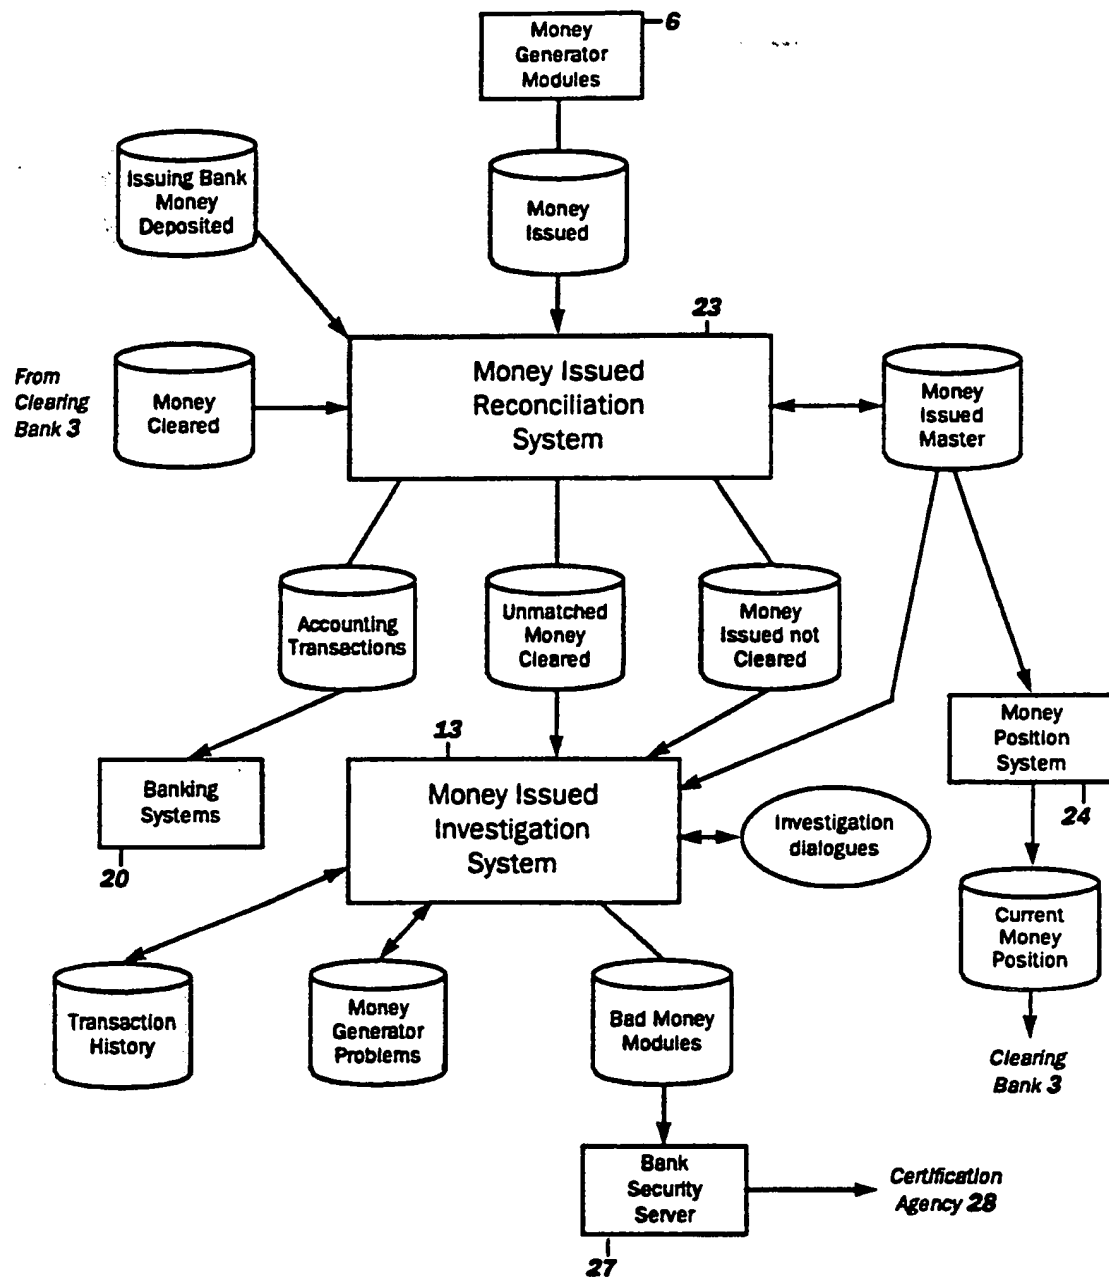 Money
Generator
Modules
6
Issuing Bank
Money
Deposited
Money
Issued
23
From
Clearing
Bank 3
Money
Cleared
Money Issued
Reconciliation
System
Money
Issued
Master
Accounting
Transactions
Unmatched
Money
Cleared
Money
Issued not
Cleared
13
Banking
Systems
20
Money Issued
Investigation
System
Investigation
dialogues
Money
Position
System
24
Transaction
History
Money
Generator
Problems
Bad Money
Modules
Current
Money
Position
Clearing
Bank 3
Bank
Security
Server
27
Certification
Agency 28